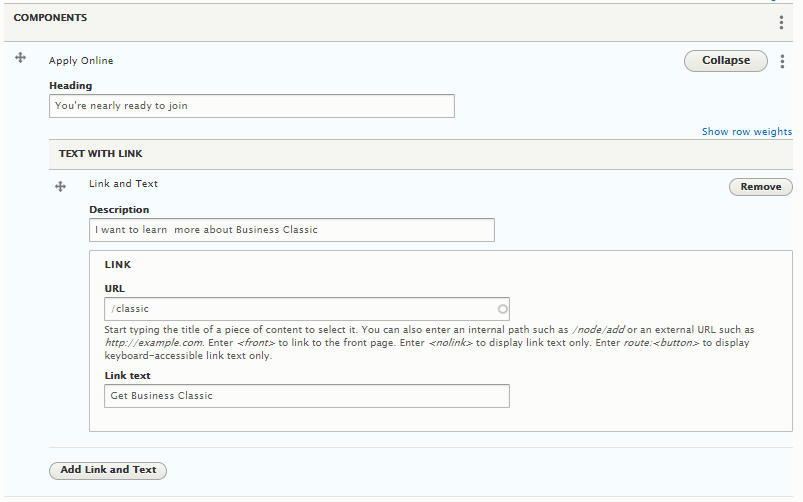 COMPONENTS
Apply Online
Collapse
Heading
You're nearly ready to join
Show row weights
TEXT WITH LINK
Link and Text
Remove
Description
I want to learn  more about Business Classic
LINK
URL
/classic
Start typing the title of a piece of content to select it. You can also enter an internal path such as /node/add or an external URL such as
http://example.com. Enter <front> to link to the front page. Enter <nolink> to display link text only. Enter route:<button> to display
keyboard-accessible link text only.
Link text
Get Business Classic
Add Link and Text